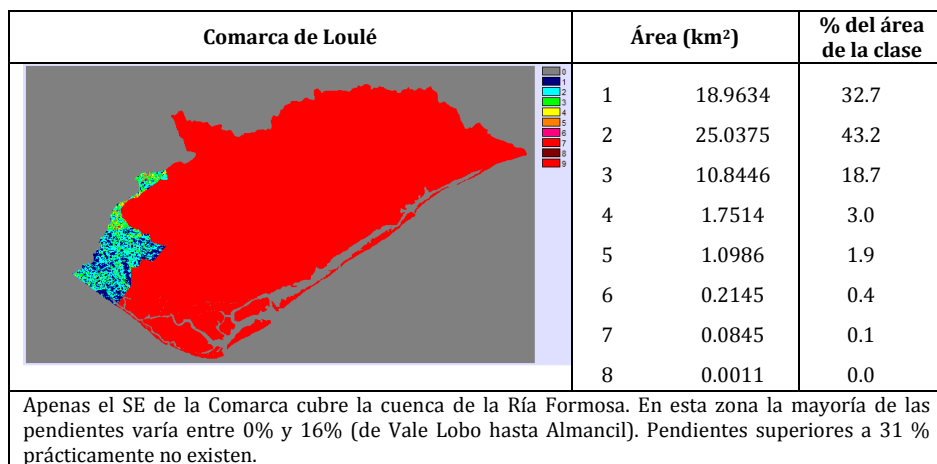 Comarca de Loulé Área (km²) % del área
de la clase
0
1
2
3
4
5
6
7
8
9
1 18.9634 32.7
2 25.0375 43.2
3 10.8446 18.7
4 1.7514 3.0
5 1.0986 1.9
6 0.2145 0.4
7 0.0845 0.1
8 0.0011 0.0
Apenas el SE de la Comarca cubre la cuenca de la Ría Formosa. En esta zona la mayoría de las
pendientes varía entre 0% y 16% (de Vale Lobo hasta Almancil). Pendientes superiores a 31 %
prácticamente no existen.